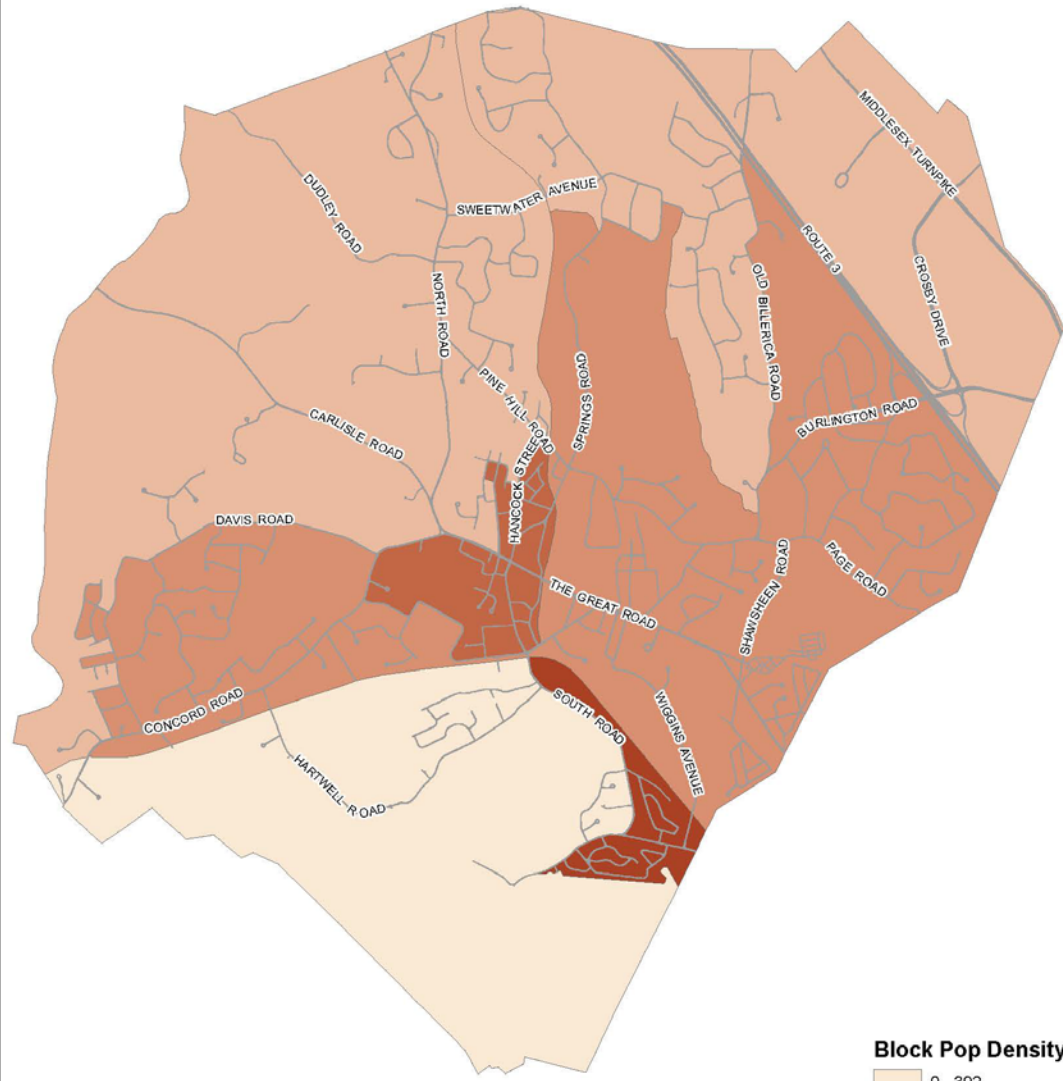 MIDDLESEX TURNPIKE
DUDLEY ROAD
SWEETWATER AVENUE
ROUTE 3
CROSBY DRIVE
OLD BILLERICA ROAD
NORTH ROAD
SPRINGS ROAD
PINE HILL ROAD
BURLINGTON ROAD
CARLISLE ROAD
HANCOCK STREET
DAVIS ROAD
PAGE ROAD
SHAWSHEEN ROAD
THE GREAT ROAD
CONCORD ROAD
SOUTH ROAD
WIGGINS AVENUE
HARTWELL ROAD
Block Pop Density